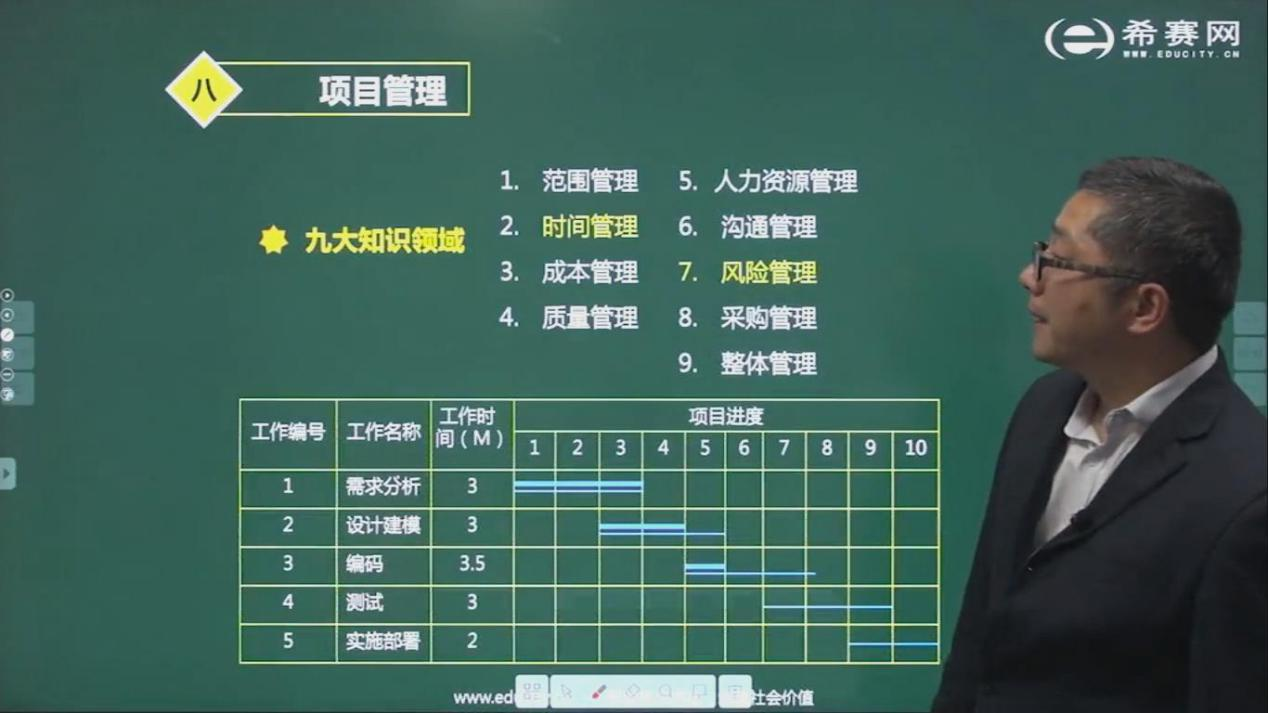 希赛网
WWW.EDUCITY.CN
八
项目管理
九大知识领域
1. 范围管理
2. 时间管理
3. 成本管理
4. 质量管理
5. 人力资源管理
6. 沟通管理
7. 风险管理
8. 采购管理
9. 整体管理
工作编号 工作名称 工作时间（M） 项目进度
1 2 3 4 5 6 7 8 9 10
1 需求分析 3
2 设计建模 3
3 编码 3.5
4 测试 3
5 实施部署 2
www.edu
社会价值